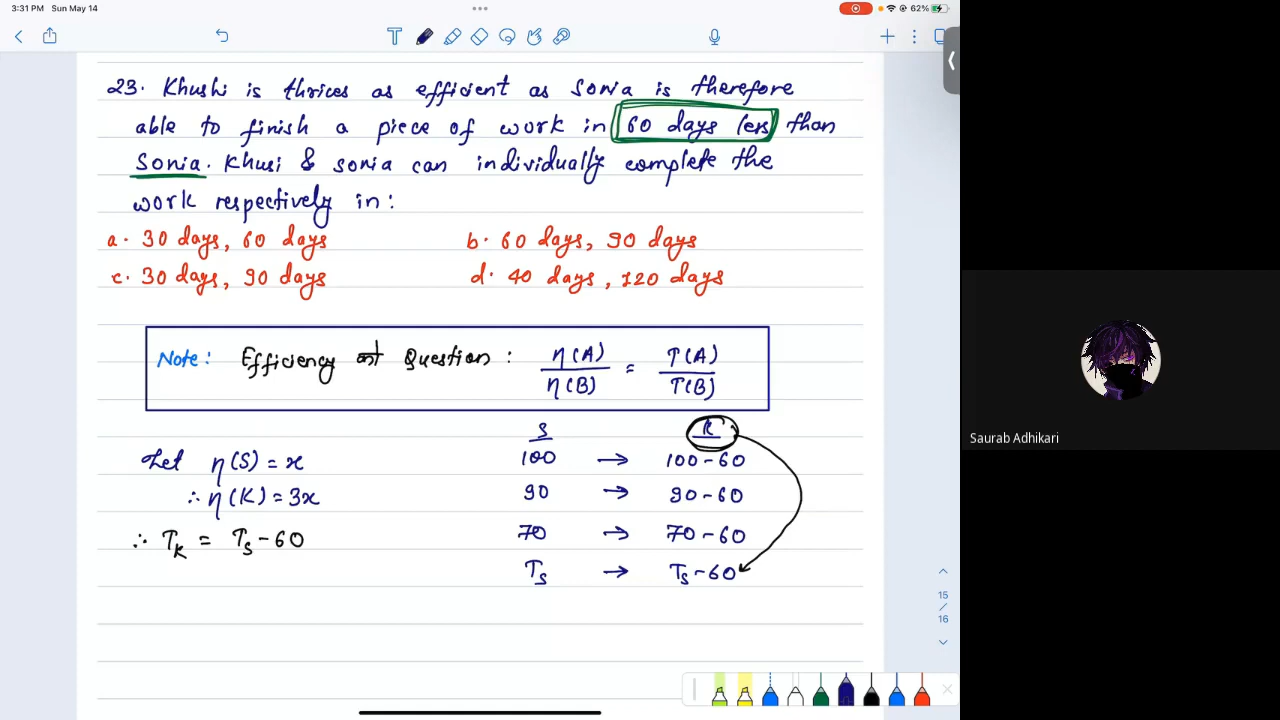 3:31 PM Sun May 14
62%
23. Khushi is thrices as efficient as Sonia is therefore
able to finish a piece of work in 60 days less than
Sonia. Khusi & sonia can individually complete the
work respectively in:
a. 30 days, 60 days b. 60 days, 90 days
c. 30 days, 90 days d. 40 days, 120 days
Note: Efficiency Question: η(A)/η(B) = T(A)/T(B)
S K
Let η(S) = x 100 → 100-60
∴ η(K) = 3x 90 → 90-60
∴ T_K = T_S - 60 70 → 70-60
T_S → T_S-60
15
/
16
Saurab Adhikari